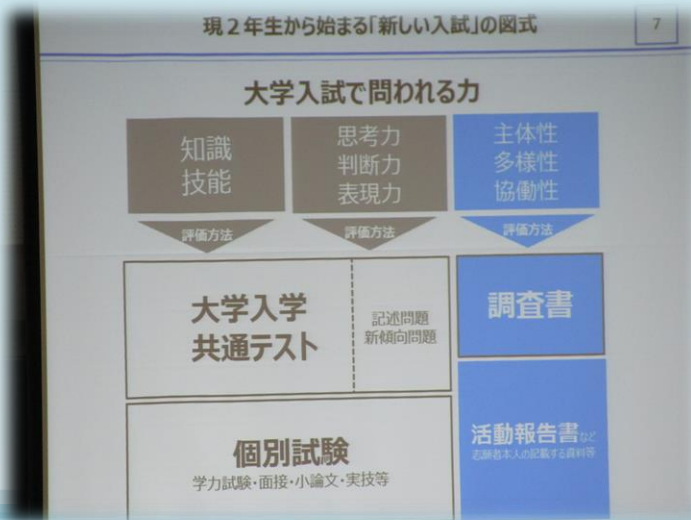 現2年生から始まる「新しい入試」の図式
7
大学入試で問われる力
知識
技能
思考力
判断力
表現力
主体性
多様性
協働性
評価方法
評価方法
評価方法
大学入学
共通テスト
記述問題
新傾向問題
調査書
個別試験
学力試験・面接・小論文・実技等
活動報告書など
志願者本人の記載する資料等